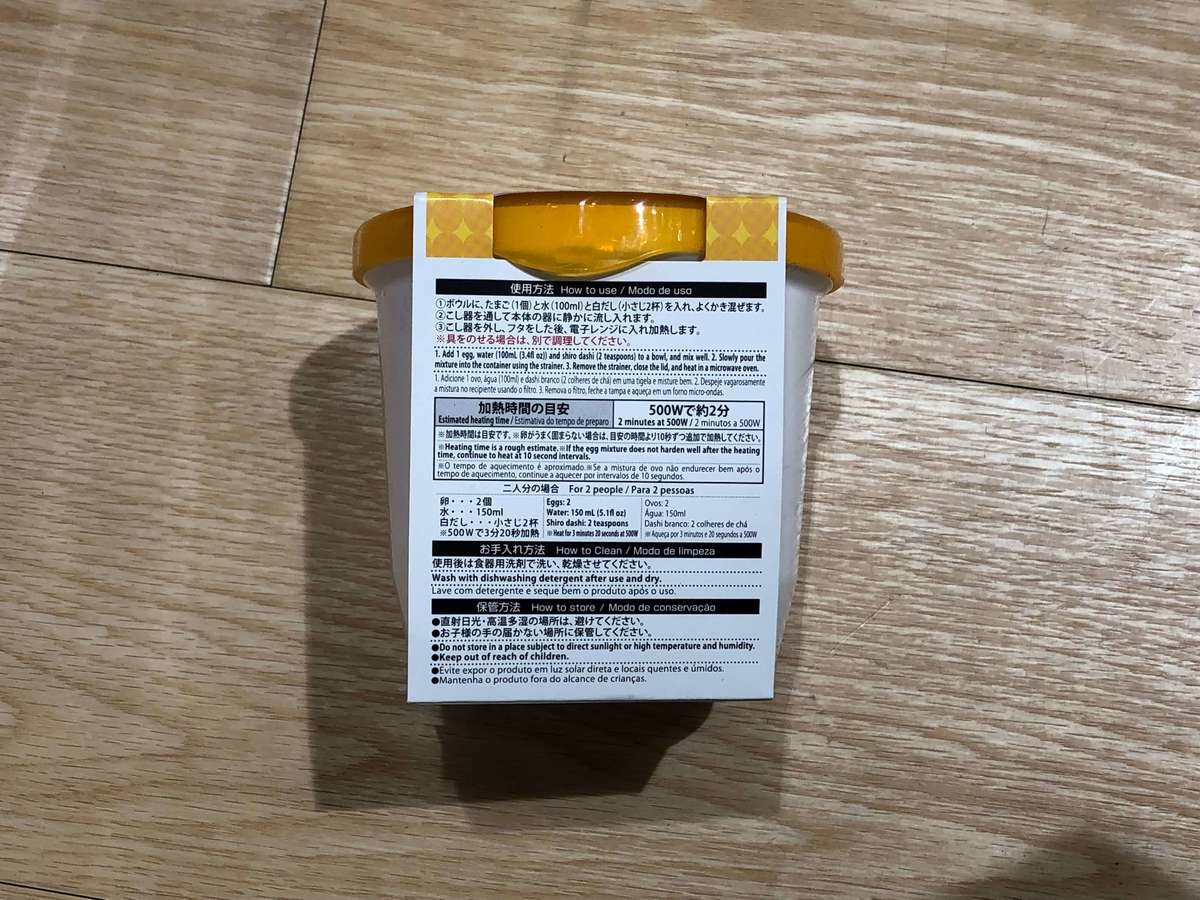 使用方法 How to use / Modo de uso
①ボウルに、たまご(1個)と水(100ml)と白だし(小さじ2杯)を入れ、よくかき混ぜます。
②こし器を通して本体の器に静かに流し入れます。
③こし器を外し、フタをした後、電子レンジに入れ加熱します。
※具をのせる場合は、別で調理してください。
1. Add 1 egg, water (100mL (3.4fl oz)) and shiro dashi (2 teaspoons) to a bowl, and mix well. 2. Slowly pour the
mixture into the container using the strainer. 3. Remove the strainer, close the lid, and heat in a microwave oven.
1. Adicione 1 ovo, água (100ml) e dashi branco (2 colheres de chá) em uma tigela e misture bem. 2. Despeje vagarosamente
a mistura no recipiente usando o filtro. 3. Remova o filtro, feche a tampa e aqueça em um forno micro-ondas.
加熱時間の目安 500Wで約2分
Estimated heating time / Estimativa do tempo de preparo 2 minutes at 500W / 2 minutos a 500W
※加熱時間は目安です。※卵がうまく固まらない場合は、目安の時間より10秒ずつ追加で加熱してください。
※Heating time is a rough estimate.※If the egg mixture does not harden well after the heating
time, continue to heat at 10 second intervals.
※O tempo de aquecimento é aproximado.※Se a mistura de ovo não endurecer bem após o
tempo de aquecimento, continue a aquecer por intervalos de 10 segundos.
二人分の場合 For 2 people / Para 2 pessoas
卵・・・2個 Eggs: 2 Ovos: 2
水・・・150ml Water: 150 mL (5.1fl oz) Água: 150ml
白だし・・・小さじ2杯 Shiro dashi: 2 teaspoons Dashi branco: 2 colheres de chá
※500Wで3分20秒加熱 ※Heat for 3 minutes 20 seconds at 500W ※Aqueça por 3 minutos e 20 segundos a 500W
お手入れ方法 How to Clean / Modo de limpeza
使用後は食器用洗剤で洗い、乾燥させてください。
Wash with dishwashing detergent after use and dry.
Lave com detergente e seque bem o produto após o uso.
保管方法 How to store / Modo de conservação
●直射日光・高温多湿の場所は、避けてください。
●お子様の手の届かない場所に保管してください。
●Do not store in a place subject to direct sunlight or high temperature and humidity.
●Keep out of reach of children.
●Evite expor o produto em luz solar direta e locais quentes e úmidos.
●Mantenha o produto fora do alcance de crianças.